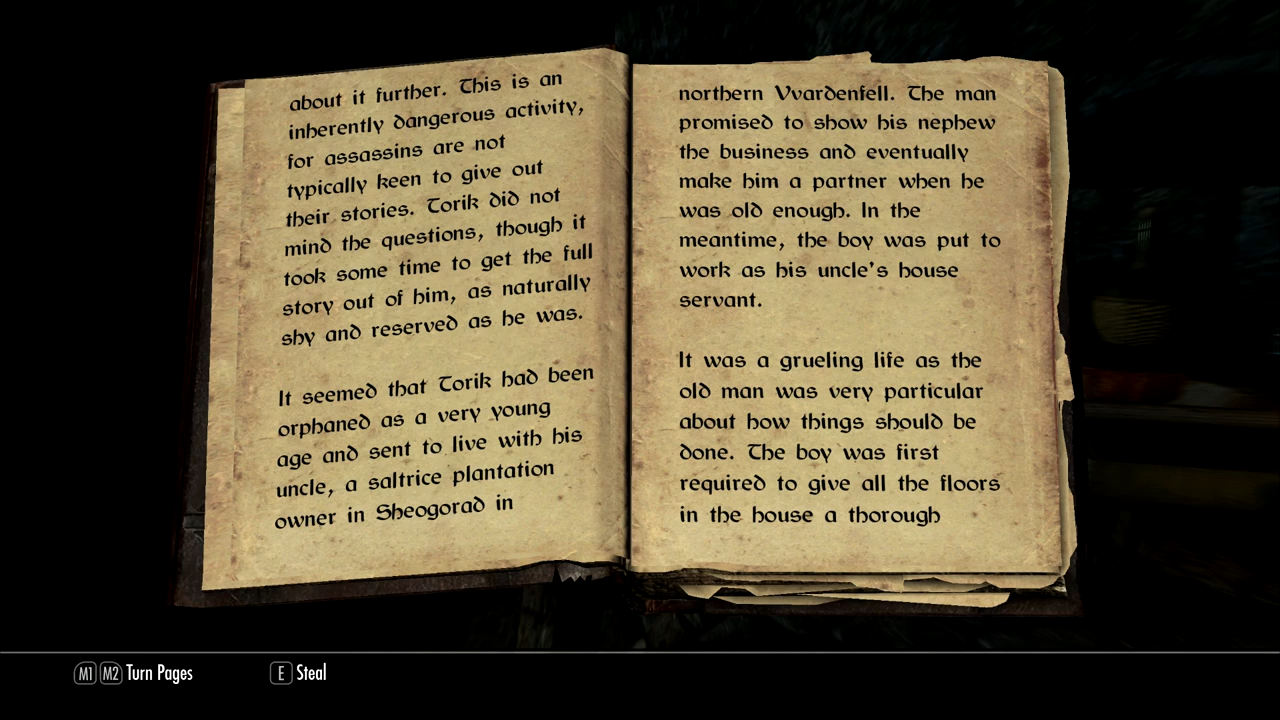 about it further. This is an
inherently dangerous activity,
for assassins are not
typically keen to give out
their stories. Torik did not
mind the questions, though it
took some time to get the full
story out of him, as naturally
shy and reserved as he was.
It seemed that Torik had been
orphaned as a very young
age and sent to live with his
uncle, a saltrice plantation
owner in Sheogorad in
northern Vvardenfell. The man
promised to show his nephew
the business and eventually
make him a partner when he
was old enough. In the
meantime, the boy was put to
work as his uncle's house
servant.
It was a grueling life as the
old man was very particular
about how things should be
done. The boy was first
required to give all the floors
in the house a thorough
M1 M2 Turn Pages
E Steal